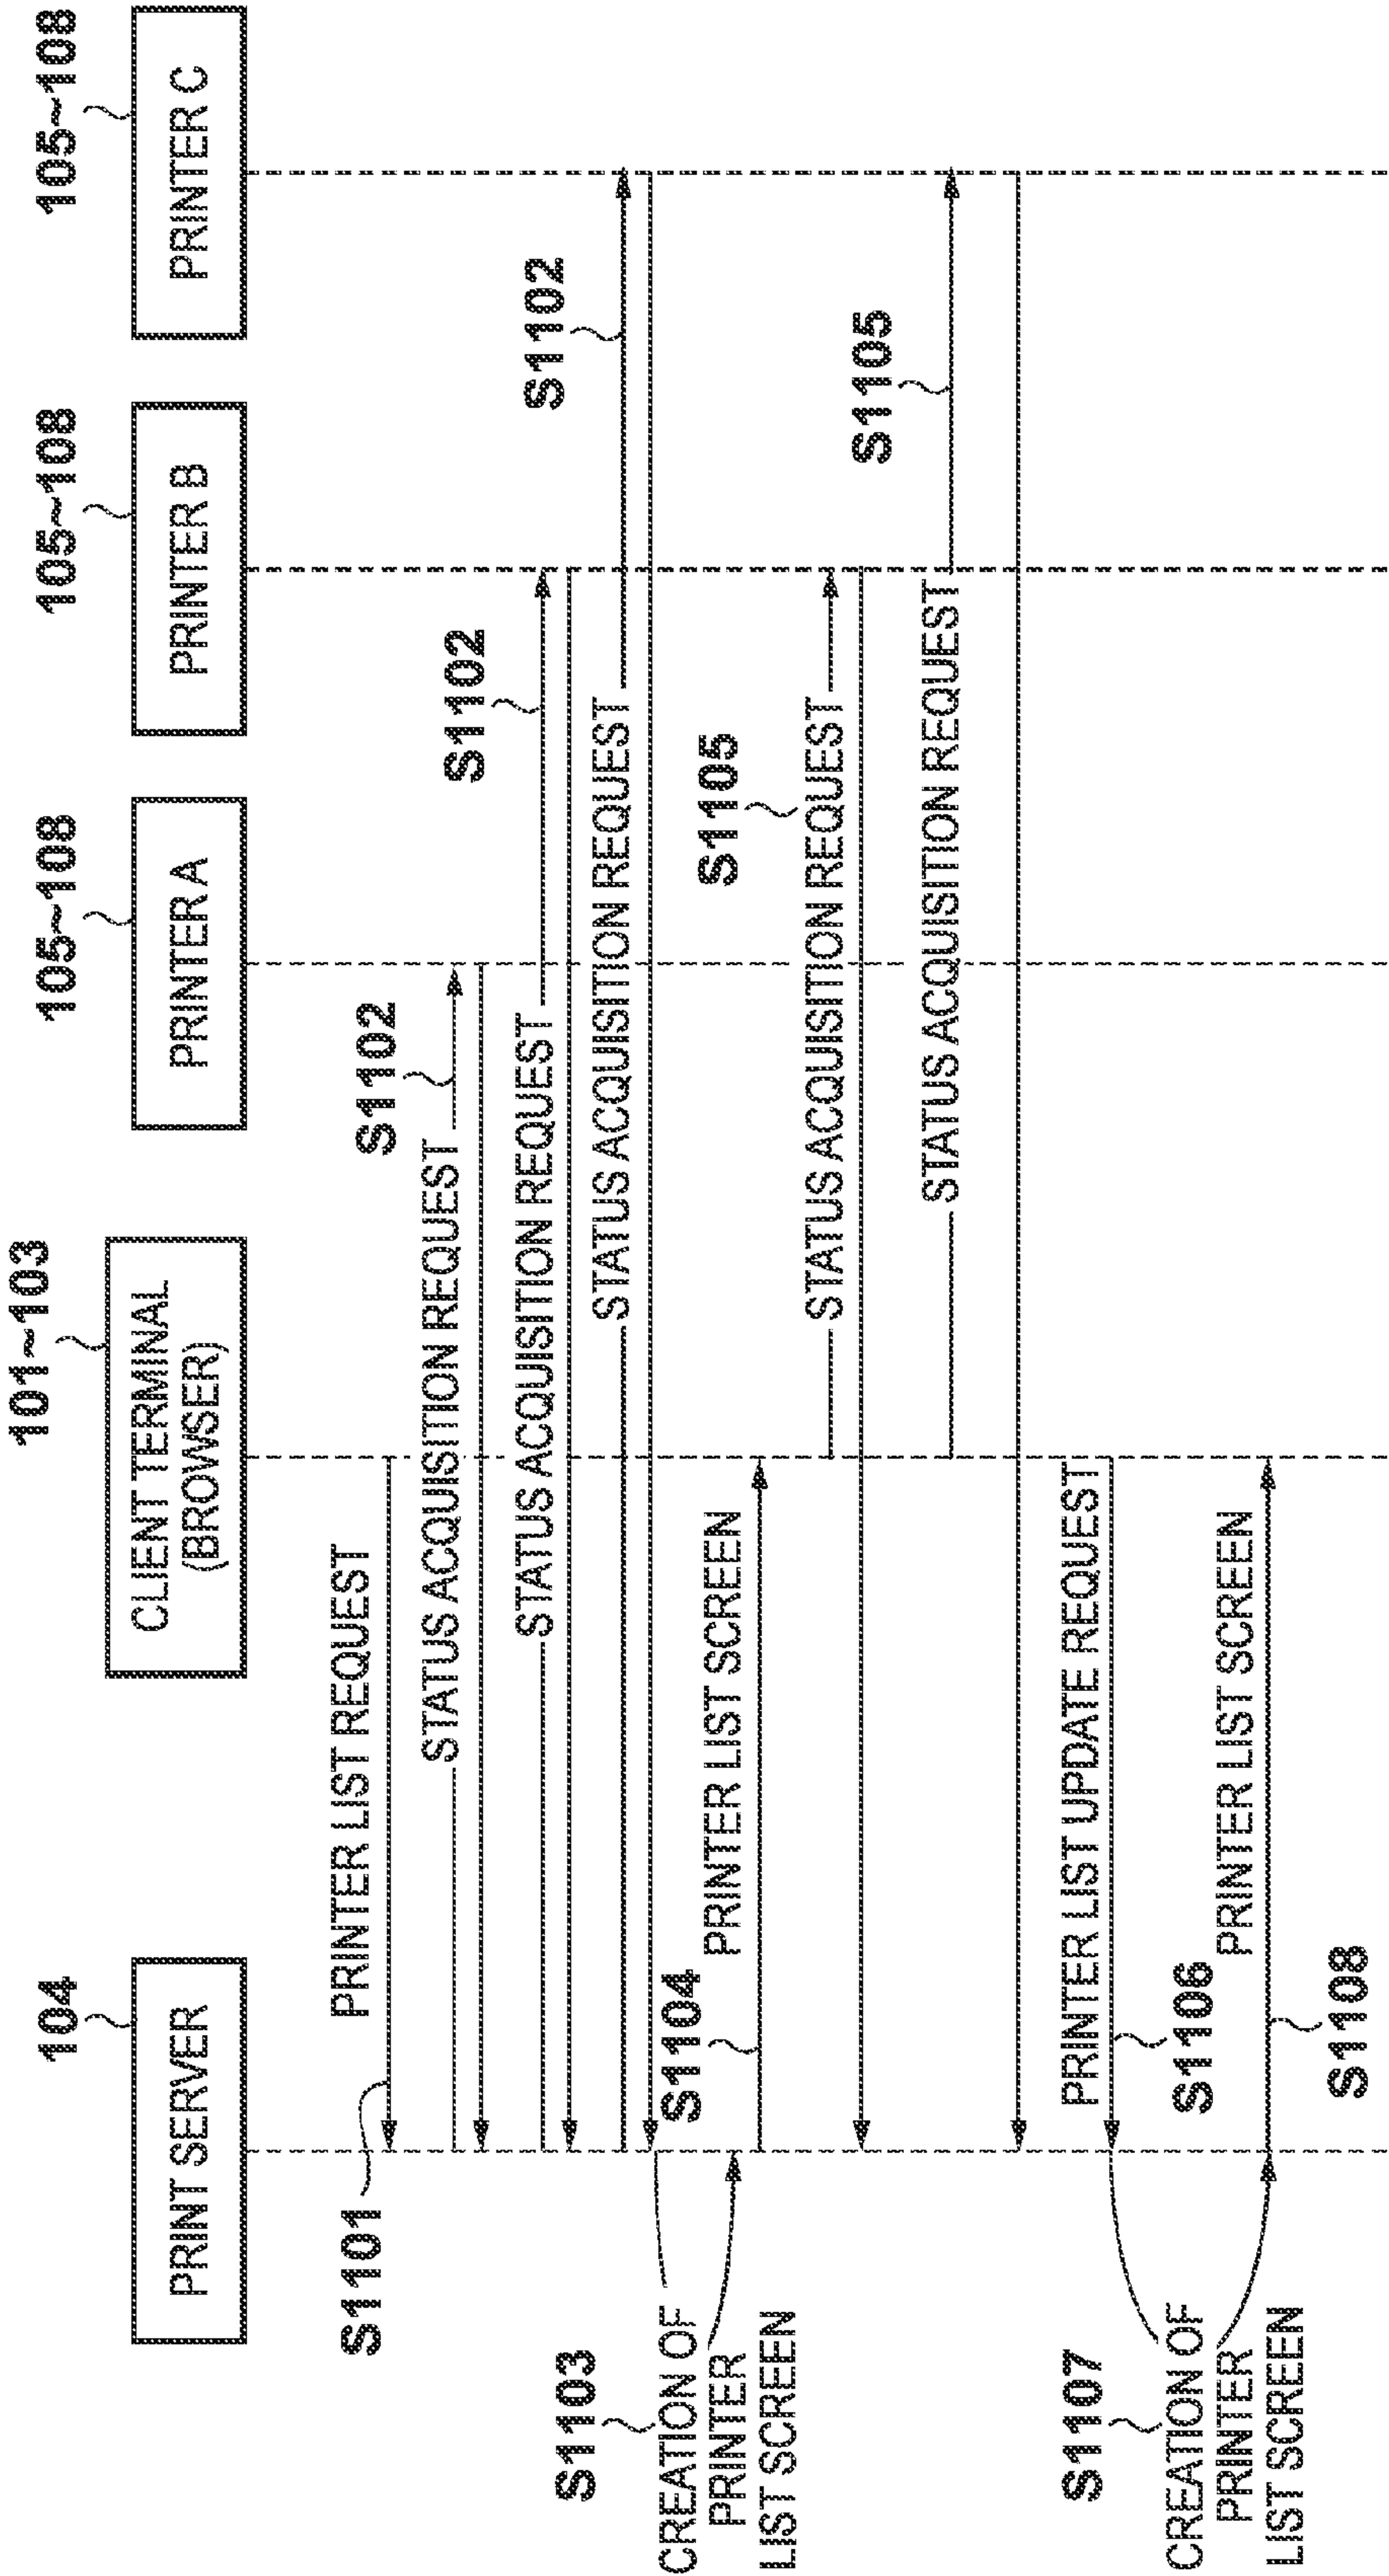 104
PRINT SERVER
101~103
CLIENT TERMINAL
(BROWSER)
105~108
PRINTER A
105~108
PRINTER B
105~108
PRINTER C
S1101
PRINTER LIST REQUEST
STATUS ACQUISITION REQUEST
S1102
STATUS ACQUISITION REQUEST
S1102
STATUS ACQUISITION REQUEST
S1102
S1103
CREATION OF
PRINTER
LIST SCREEN
S1104
PRINTER LIST SCREEN
S1105
STATUS ACQUISITION REQUEST
STATUS ACQUISITION REQUEST
S1105
PRINTER LIST UPDATE REQUEST
S1106
S1107
CREATION OF
PRINTER
LIST SCREEN
PRINTER LIST SCREEN
S1108